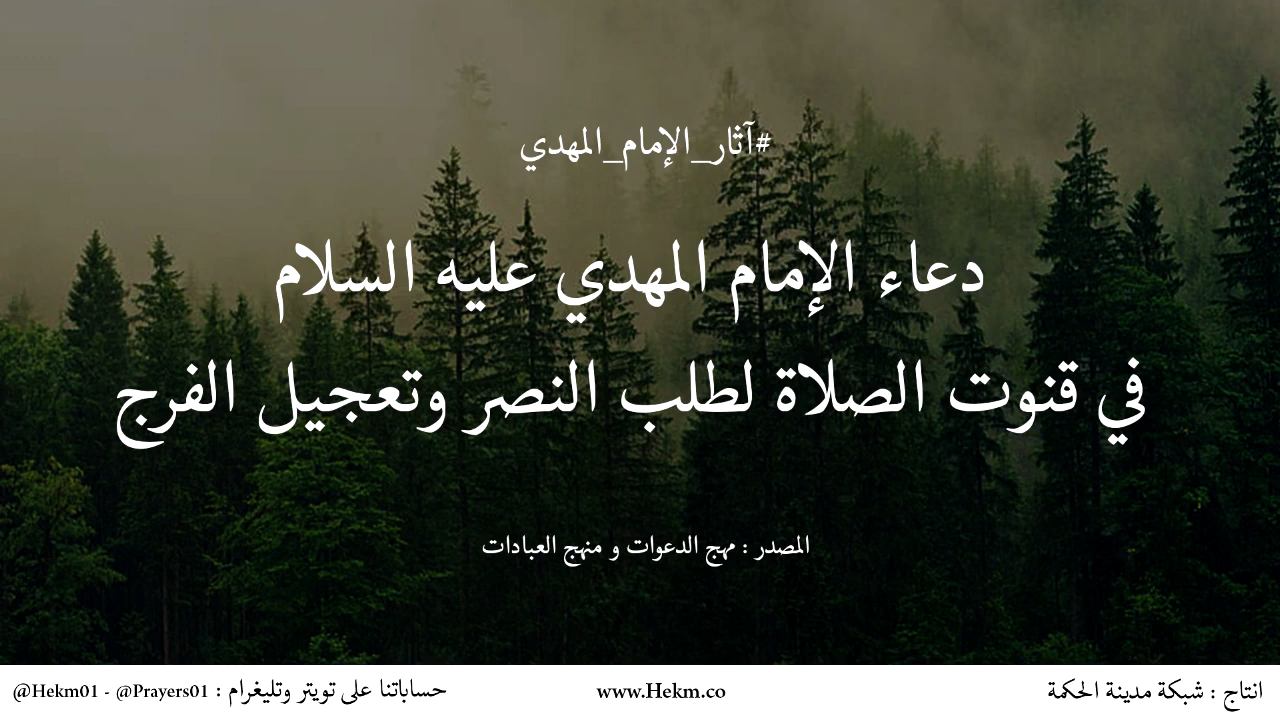 #آثار_الإمام_المهدي
دعاء الإمام المهدي عليه السلام
في قنوت الصلاة لطلب النصر وتعجيل الفرج
المصدر : مهج الدعوات و منهج العبادات
انتاج : شبكة مدينة الحكمة
www.Hekm.co
حساباتنا على تويتر وتليغرام : @Hekm01 - @Prayers01